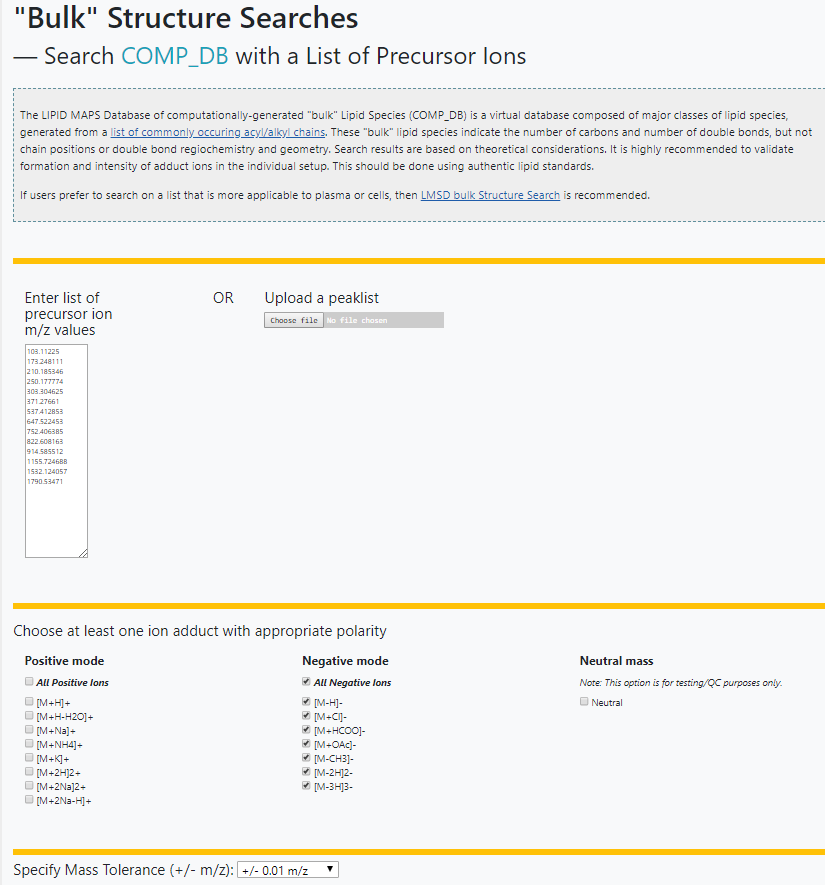 "Bulk" Structure Searches
— Search COMP_DB with a List of Precursor Ions
The LIPID MAPS Database of computationally-generated "bulk" Lipid Species (COMP_DB) is a virtual database composed of major classes of lipid species,
generated from a list of commonly occuring acyl/alkyl chains. These "bulk" lipid species indicate the number of carbons and number of double bonds, but not
chain positions or double bond regiochemistry and geometry. Search results are based on theoretical considerations. It is highly recommended to validate
formation and intensity of adduct ions in the individual setup. This should be done using authentic lipid standards.
If users prefer to search on a list that is more applicable to plasma or cells, then LMSD bulk Structure Search is recommended.
Enter list of
precursor ion
m/z values
OR
Upload a peaklist
Choose file No file chosen
103.11225
173.248111
210.185346
250.177774
303.304625
371.27661
537.412853
647.522453
752.406385
822.608163
914.585512
1155.724688
1532.124057
1790.53471
Choose at least one ion adduct with appropriate polarity
Positive mode
All Positive Ions
[M+H]+
[M+H-H2O]+
[M+Na]+
[M+NH4]+
[M+K]+
[M+2H]2+
[M+2Na]2+
[M+2Na-H]+
Negative mode
All Negative Ions
[M-H]-
[M+Cl]-
[M+HCOO]-
[M+OAc]-
[M-CH3]-
[M-2H]2-
[M-3H]3-
Neutral mass
Note: This option is for testing/QC purposes only.
Neutral
Specify Mass Tolerance (+/- m/z): +/- 0.01 m/z